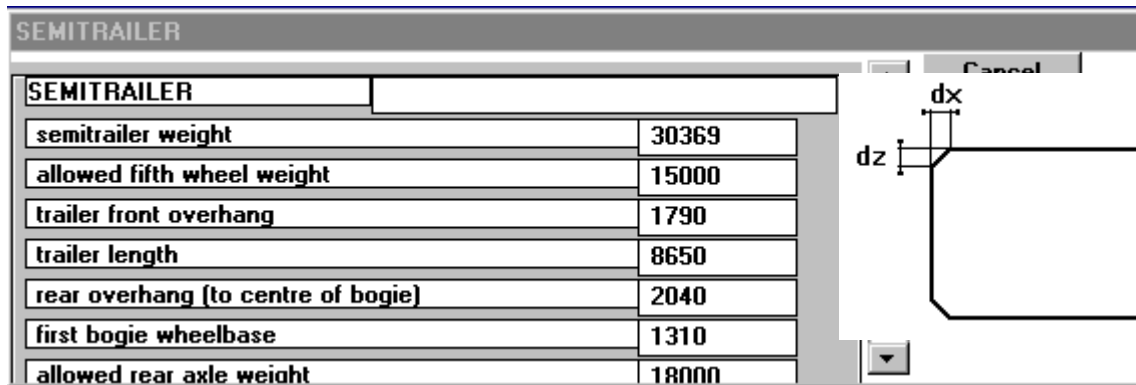 SEMITRAILER
Cancel
SEMITRAILER
dx
semitrailer weight 30369
dz
allowed fifth wheel weight 15000
trailer front overhang 1790
trailer length 8650
rear overhang (to centre of bogie) 2040
first bogie wheelbase 1310
allowed rear axle weight 18000